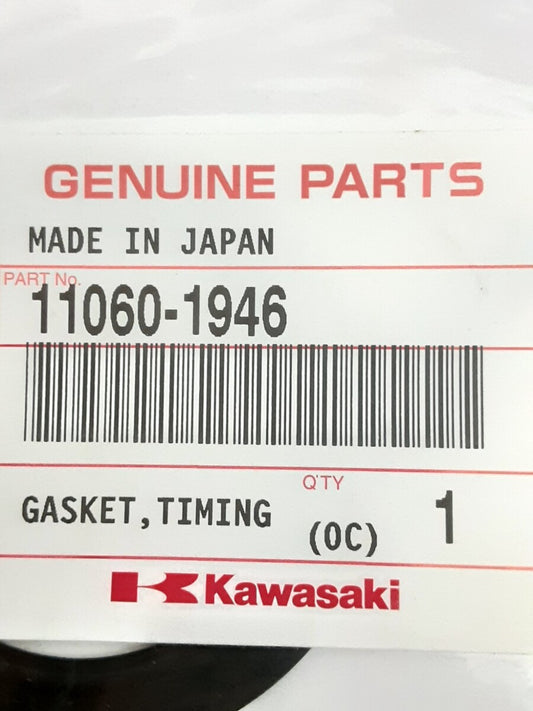 GENUINE PARTS
MADE IN JAPAN
PART No.
11060-1946
Q'TY
GASKET,TIMING
(OC) 1
Kawasaki